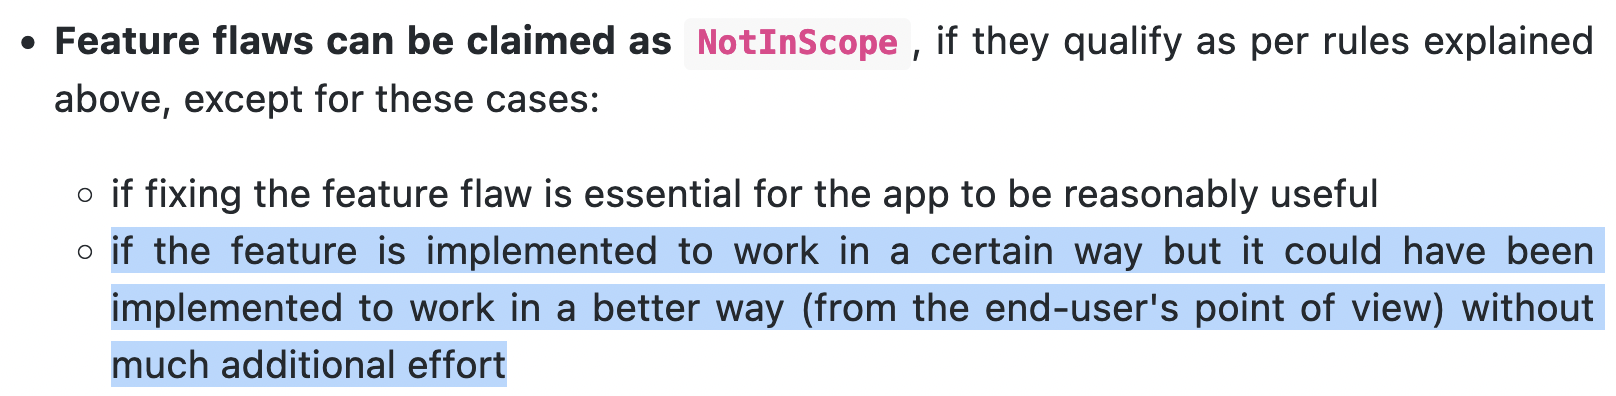 • Feature flaws can be claimed as NotInScope, if they qualify as per rules explained
above, except for these cases:
○ if fixing the feature flaw is essential for the app to be reasonably useful
○ if the feature is implemented to work in a certain way but it could have been
implemented to work in a better way (from the end-user's point of view) without
much additional effort